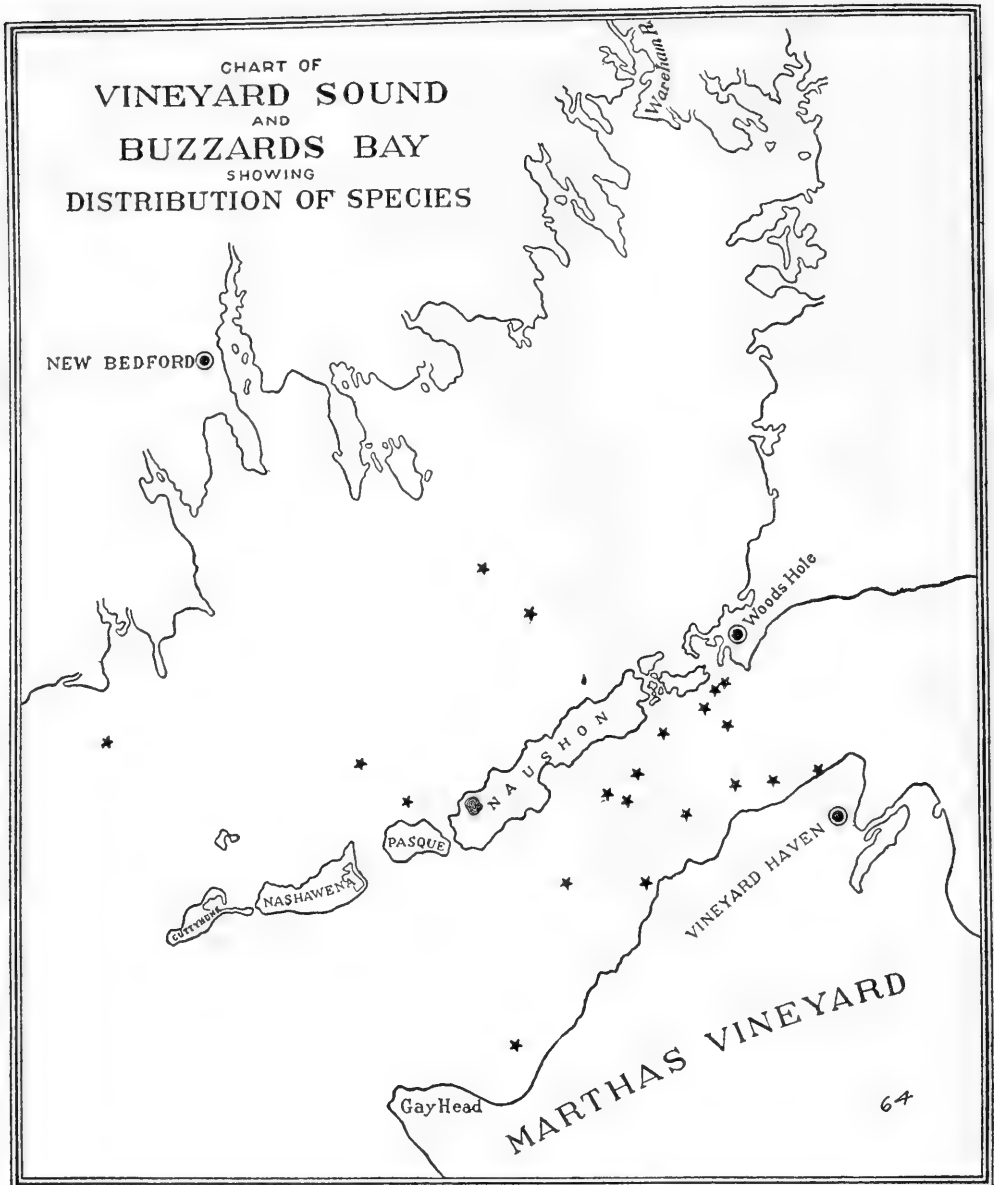 CHART OF
VINEYARD SOUND
AND
BUZZARDS BAY
SHOWING
DISTRIBUTION OF SPECIES
Wareham R.
NEW BEDFORD
Woods Hole
NAUSHON
PASQUE
NASHAWENA
CUTTYHUNK
VINEYARD HAVEN
MARTHAS VINEYARD
Gay Head
64